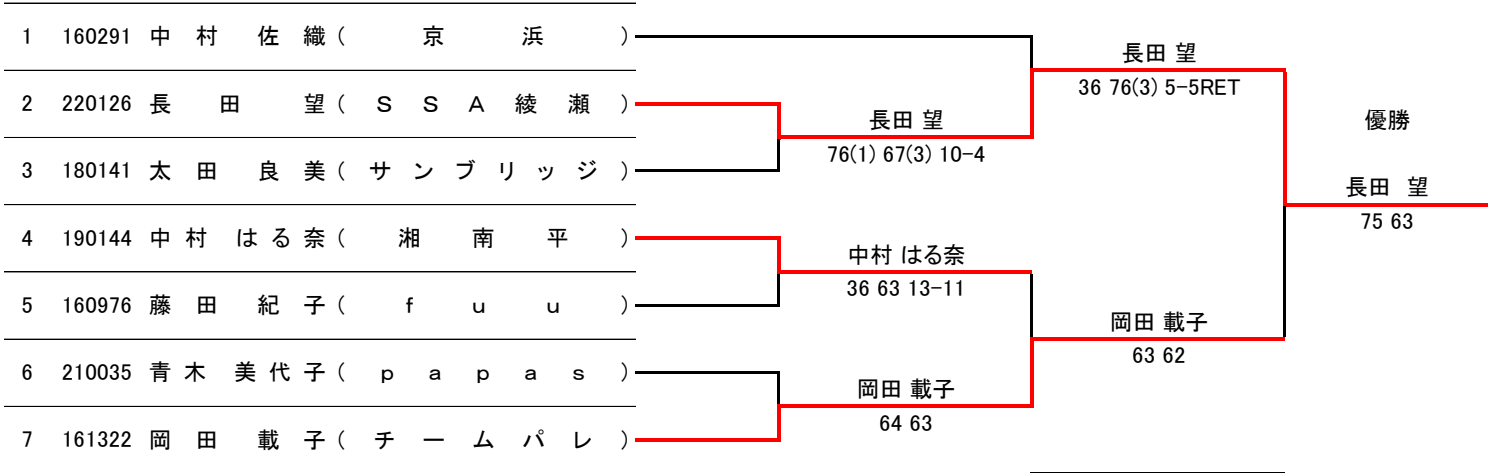 1 160291 中村 佐織 (京浜)
2 220126 長田 望 (SSA綾瀬)
3 180141 太田 良美 (サンブリッジ)
4 190144 中村 はる奈 (湘南平)
5 160976 藤田 紀子 (fuu)
6 210035 青木 美代子 (papas)
7 161322 岡田 載子 (チームパレ)
長田 望
76(1) 67(3) 10-4
中村 はる奈
36 63 13-11
岡田 載子
64 63
長田 望
36 76(3) 5-5RET
岡田 載子
63 62
優勝
長田 望
75 63